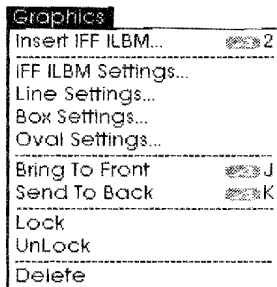 Graphics
Insert IFF ILBM... 2
IFF ILBM Settings...
Line Settings...
Box Settings...
Oval Settings...
Bring To Front J
Send To Back K
Lock
UnLock
Delete